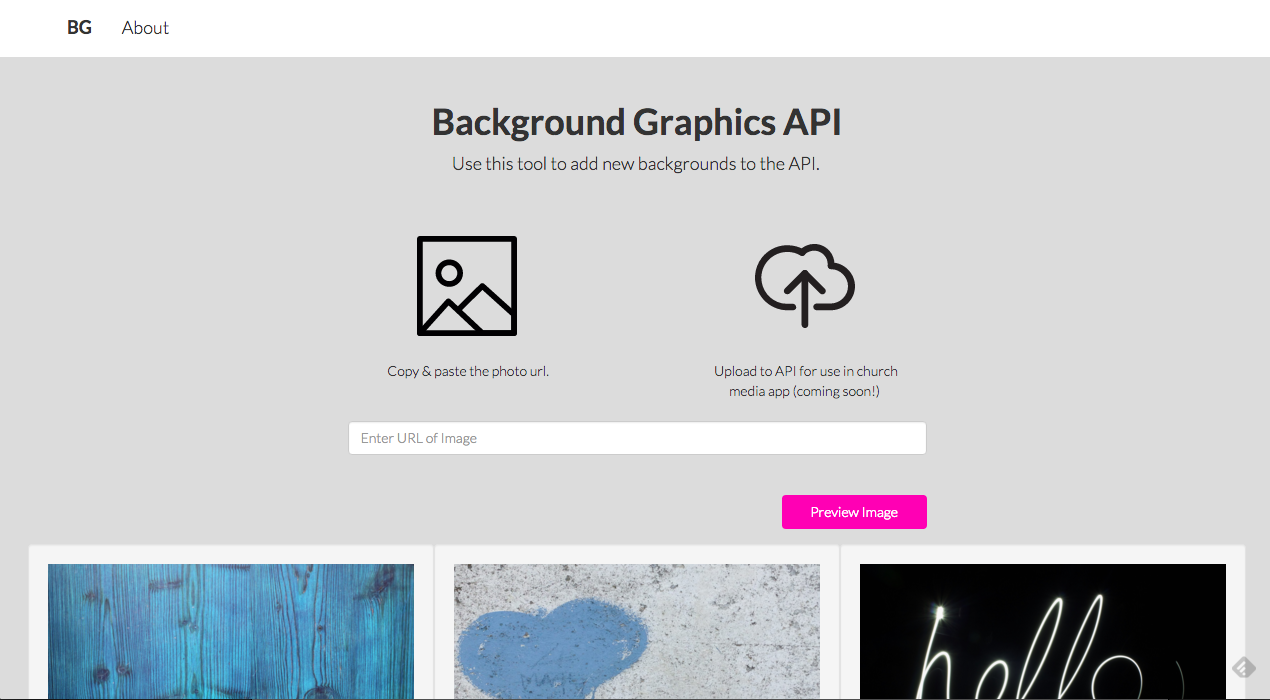 BG About
Background Graphics API
Use this tool to add new backgrounds to the API.
Copy & paste the photo url.
Upload to API for use in church
media app (coming soon!)
Enter URL of Image
Preview Image
hello